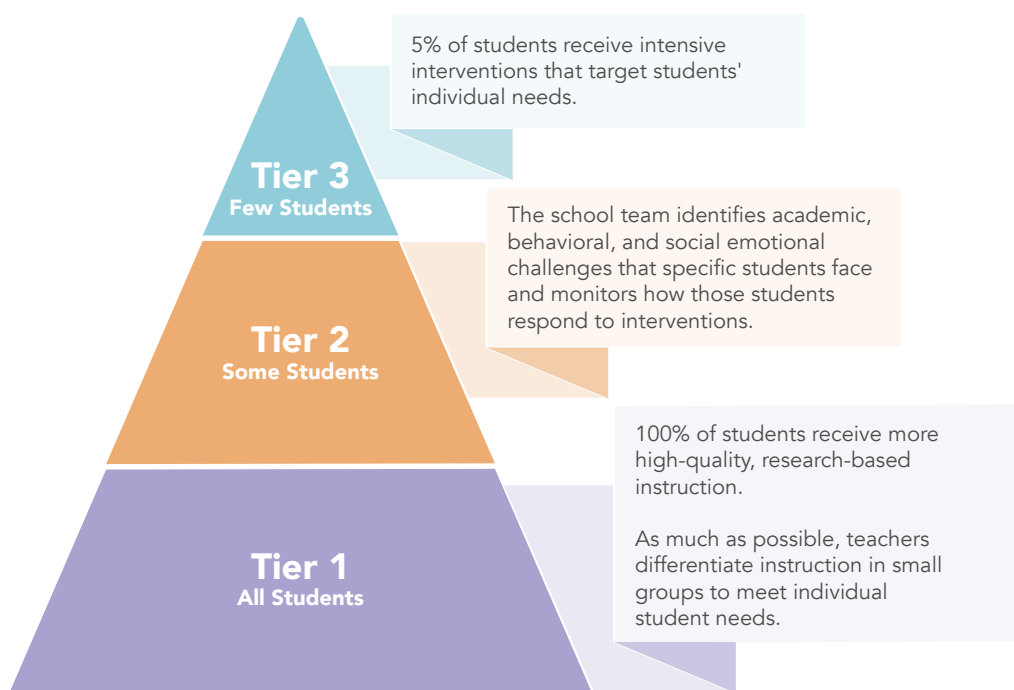 5% of students receive intensive
interventions that target students'
individual needs.
Tier 3
Few Students
The school team identifies academic,
behavioral, and social emotional
challenges that specific students face
and monitors how those students
respond to interventions.
Tier 2
Some Students
100% of students receive more
high-quality, research-based
instruction.
As much as possible, teachers
differentiate instruction in small
groups to meet individual
student needs.
Tier 1
All Students